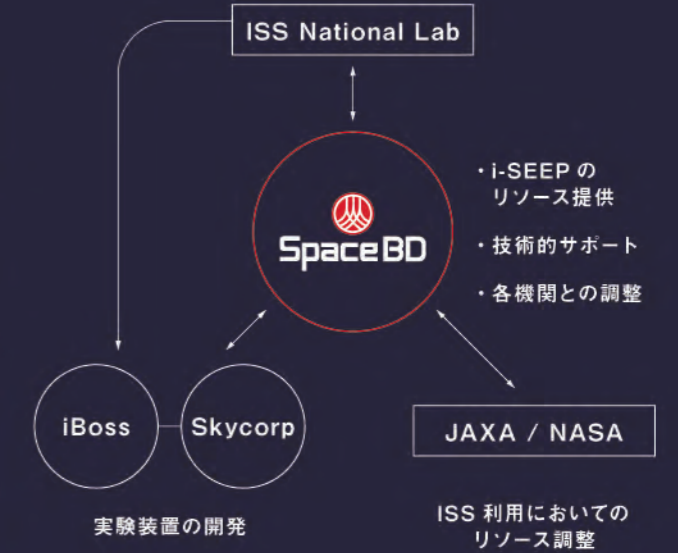 ISS National Lab
SpaceBD
・i-SEEP の
リソース提供
・技術的サポート
・各機関との調整
iBoss
Skycorp
実験装置の開発
JAXA / NASA
ISS 利用においての
リソース調整